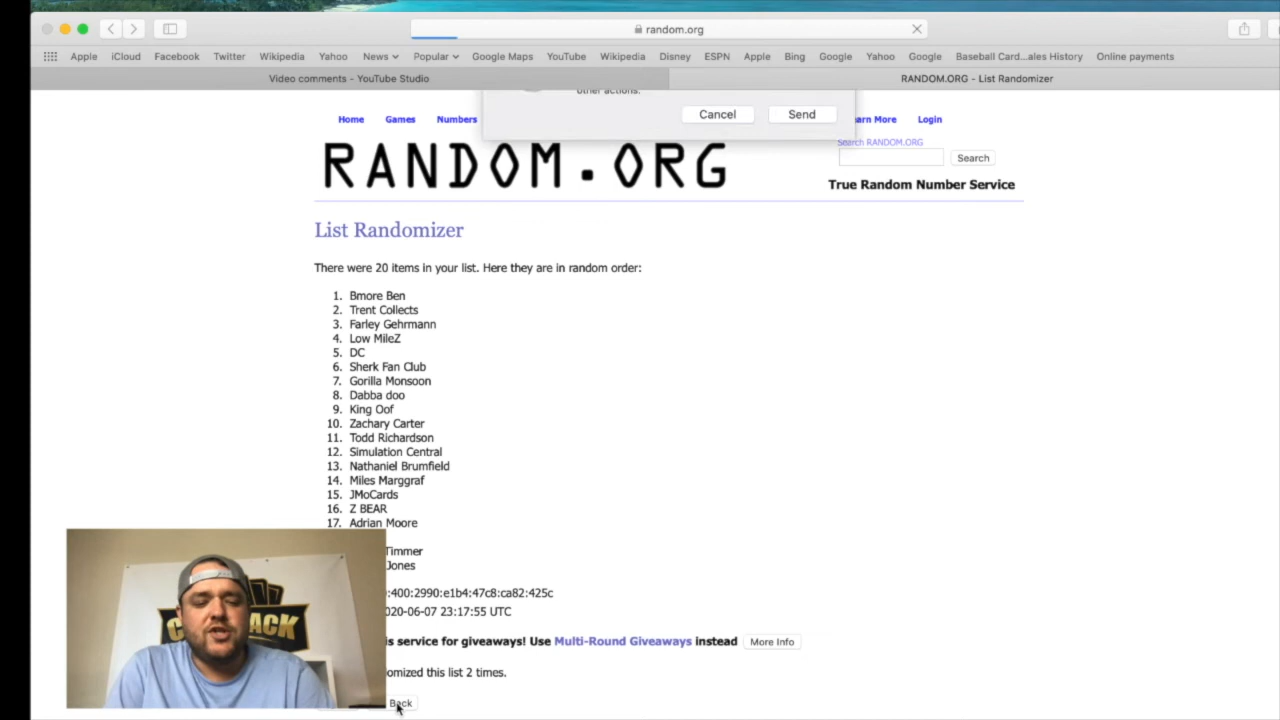 random.org
Apple iCloud Facebook Twitter Wikipedia Yahoo News Popular Google Maps YouTube Wikipedia Disney ESPN Apple Bing Google Yahoo Google Baseball Card...ales History Online payments
Video comments - YouTube Studio RANDOM.ORG - List Randomizer
other actions.
Cancel Send
Home Games Numbers arn More Login
Search RANDOM.ORG
RANDOM.ORG
Search
True Random Number Service
List Randomizer
There were 20 items in your list. Here they are in random order:
1. Bmore Ben
2. Trent Collects
3. Farley Gehrmann
4. Low MileZ
5. DC
6. Sherk Fan Club
7. Gorilla Monsoon
8. Dabba doo
9. King Oof
10. Zachary Carter
11. Todd Richardson
12. Simulation Central
13. Nathaniel Brumfield
14. Miles Marggraf
15. JMoCards
16. Z BEAR
17. Adrian Moore
Timmer
Jones
:400:2990:e1b4:47c8:ca82:425c
020-06-07 23:17:55 UTC
is service for giveaways! Use Multi-Round Giveaways instead More Info
omized this list 2 times.
Back